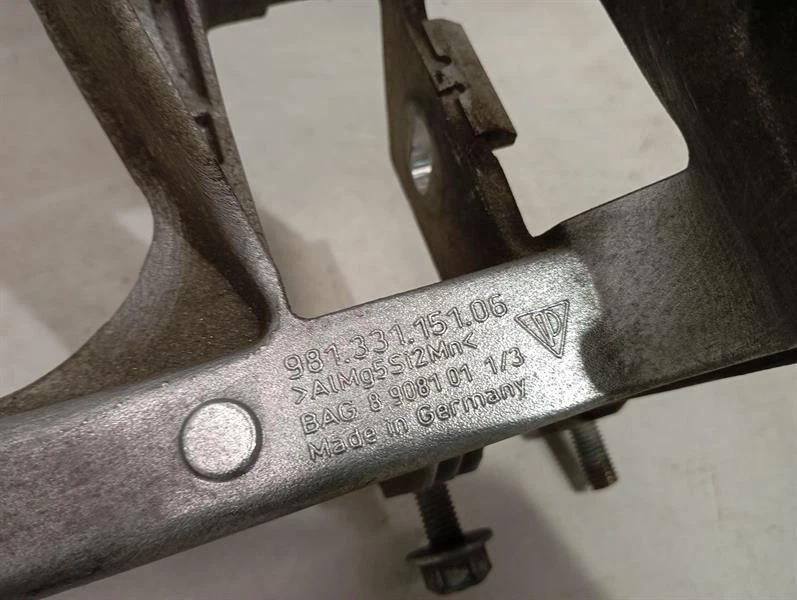 981.331.151.06
>AlMg5Si2Mn<
BAG 8 9081 01 1/3
Made in Germany